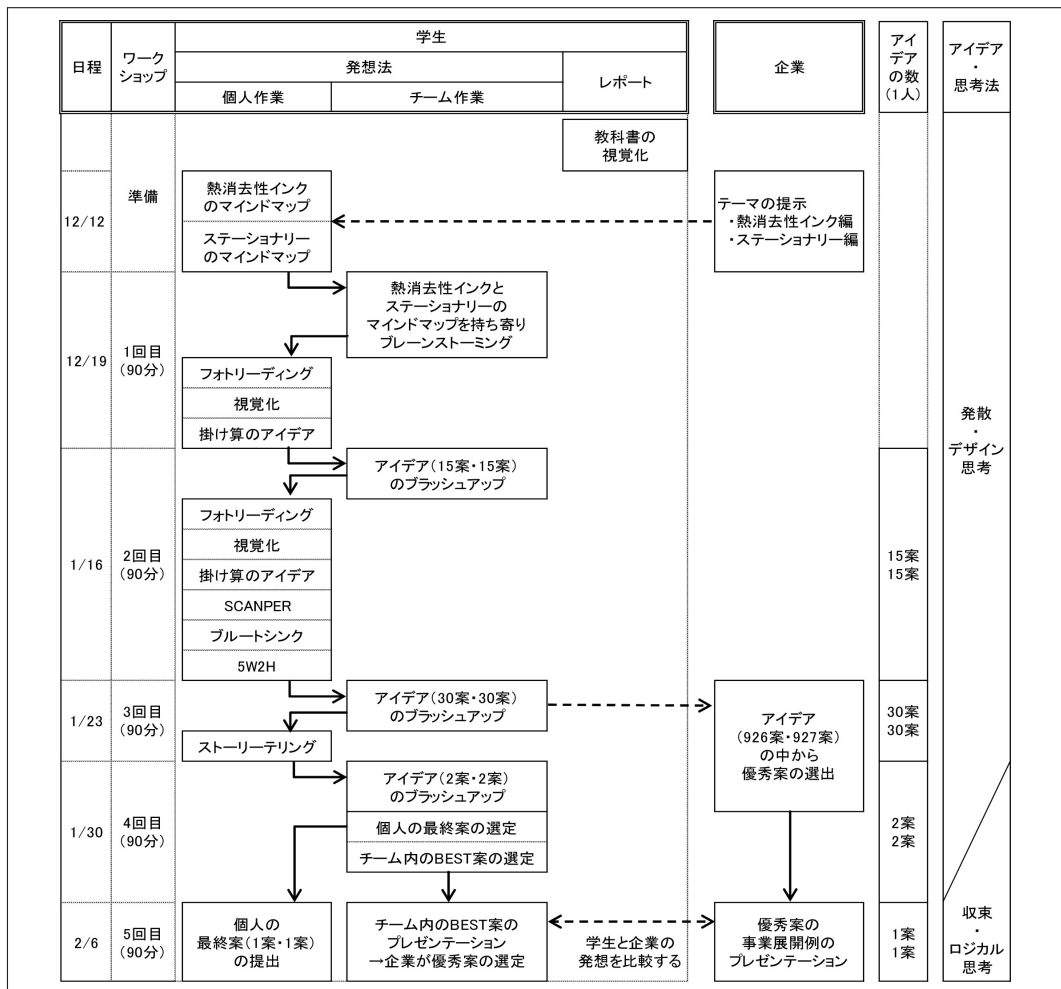 日程
ワーク
ショップ
学生
発想法
個人作業
チーム作業
レポート
企業
アイ
デア
の数
(1人)
アイデア
・
思考法
教科書の
視覚化
12/12
準備
熱消去性インク
のマインドマップ
ステーショナリー
のマインドマップ
テーマの提示
・熱消去性インク編
・ステーショナリー編
12/19
1回目
(90分)
熱消去性インクと
ステーショナリーの
マインドマップを持ち寄り
ブレーンストーミング
フォトリーディング
視覚化
掛け算のアイデア
発散
・
デザイン
思考
1/16
2回目
(90分)
アイデア(15案・15案)
のブラッシュアップ
フォトリーディング
視覚化
掛け算のアイデア
SCANPER
ブルートシンク
5W2H
15案
15案
1/23
3回目
(90分)
アイデア(30案・30案)
のブラッシュアップ
ストーリーテリング
アイデア
(926案・927案)
の中から
優秀案の選出
30案
30案
1/30
4回目
(90分)
アイデア(2案・2案)
のブラッシュアップ
個人の最終案の選定
チーム内のBEST案の選定
2案
2案
2/6
5回目
(90分)
個人の
最終案(1案・1案)
の提出
チーム内のBEST案の
プレゼンテーション
→企業が優秀案の選定
学生と企業の
発想を比較する
優秀案の
事業展開例の
プレゼンテーション
1案
1案
収束
・
ロジカル
思考